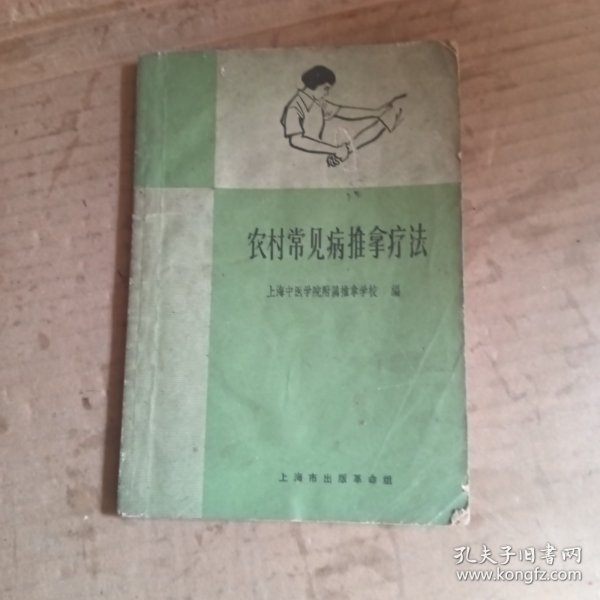 农村常见病推拿疗法
上海中医学院附属推拿学校 编
上海市出版革命组
孔夫子旧书网
www.kongfz.com